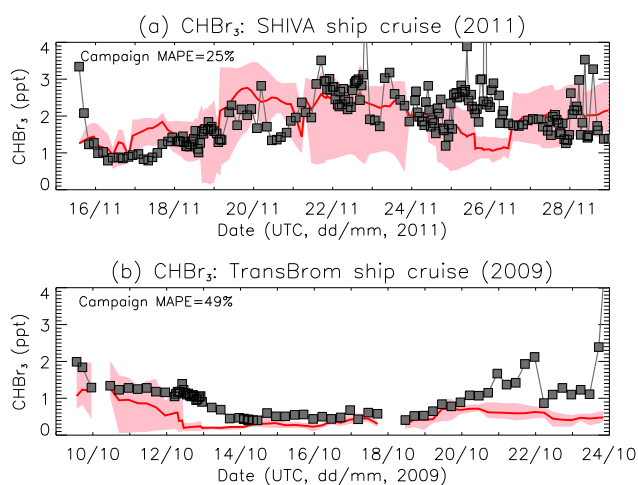 (a) CHBr₃: SHIVA ship cruise (2011)
Campaign MAPE=25%
CHBr₃ (ppt)
4
3
2
1
0
16/11 18/11 20/11 22/11 24/11 26/11 28/11
Date (UTC, dd/mm, 2011)
(b) CHBr₃: TransBrom ship cruise (2009)
Campaign MAPE=49%
CHBr₃ (ppt)
4
3
2
1
0
10/10 12/10 14/10 16/10 18/10 20/10 22/10 24/10
Date (UTC, dd/mm, 2009)